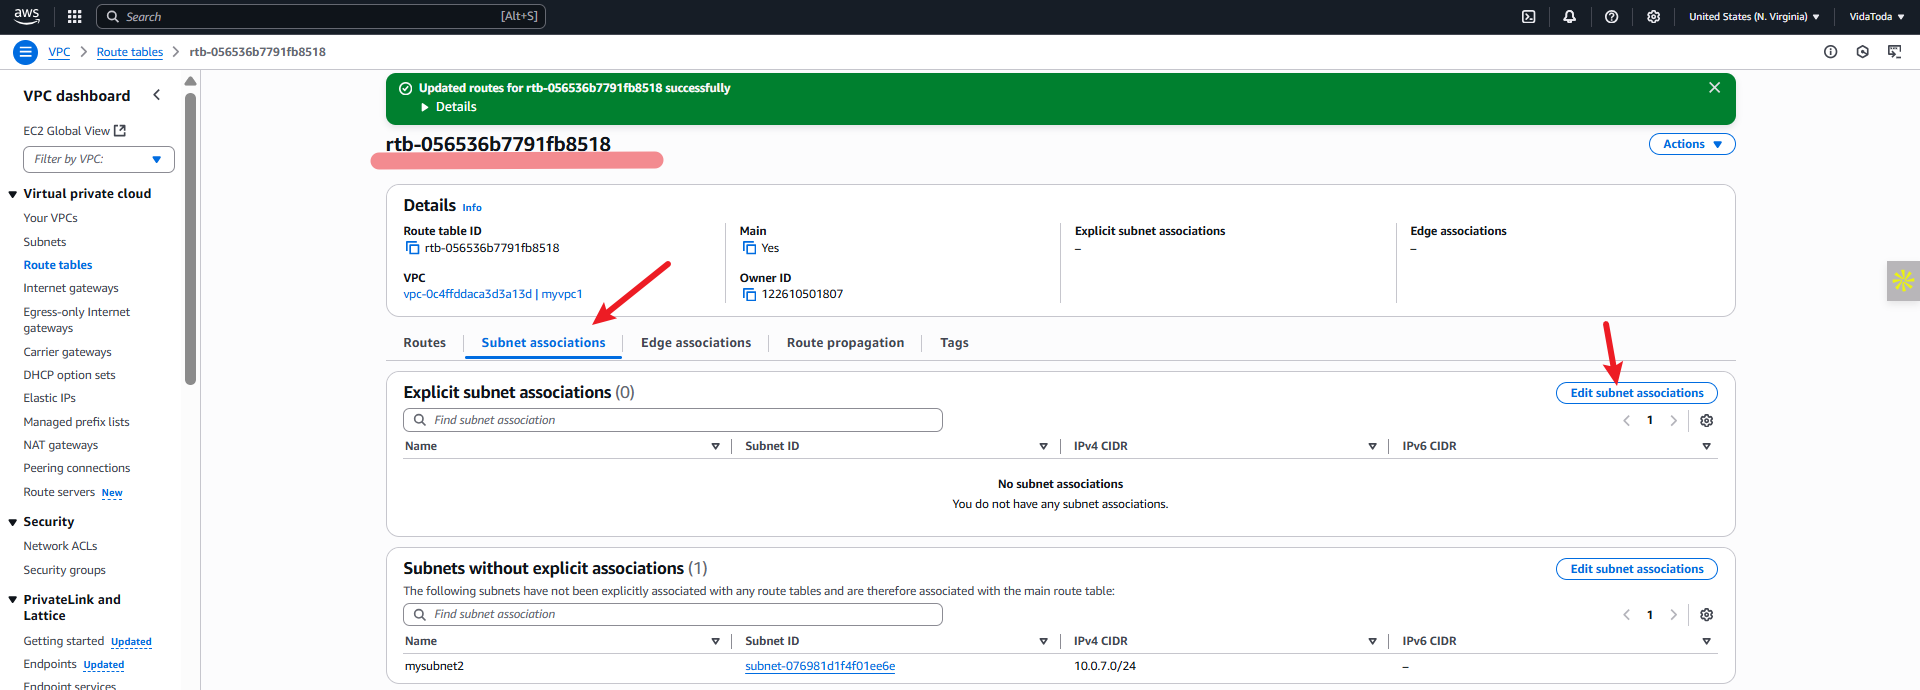 aws
Search [Alt+S]
United States (N. Virginia)
VidaToda
VPC > Route tables > rtb-056536b7791fb8518
VPC dashboard
EC2 Global View
Filter by VPC:
Virtual private cloud
Your VPCs
Subnets
Route tables
Internet gateways
Egress-only Internet
gateways
Carrier gateways
DHCP option sets
Elastic IPs
Managed prefix lists
NAT gateways
Peering connections
Route servers New
Security
Network ACLs
Security groups
PrivateLink and
Lattice
Getting started Updated
Endpoints Updated
Endpoint services
Updated routes for rtb-056536b7791fb8518 successfully
Details
rtb-056536b7791fb8518
Actions
Details Info
Route table ID
rtb-056536b7791fb8518
Main
Yes
Explicit subnet associations
–
Edge associations
–
VPC
vpc-0c4ffddaca3d3a13d | myvpc1
Owner ID
122610501807
Routes
Subnet associations
Edge associations
Route propagation
Tags
Explicit subnet associations (0)
Edit subnet associations
Find subnet association
1
Name Subnet ID IPv4 CIDR IPv6 CIDR
No subnet associations
You do not have any subnet associations.
Subnets without explicit associations (1)
Edit subnet associations
The following subnets have not been explicitly associated with any route tables and are therefore associated with the main route table:
Find subnet association
1
Name Subnet ID IPv4 CIDR IPv6 CIDR
mysubnet2 subnet-076981d1f4f01ee6e 10.0.7.0/24 –